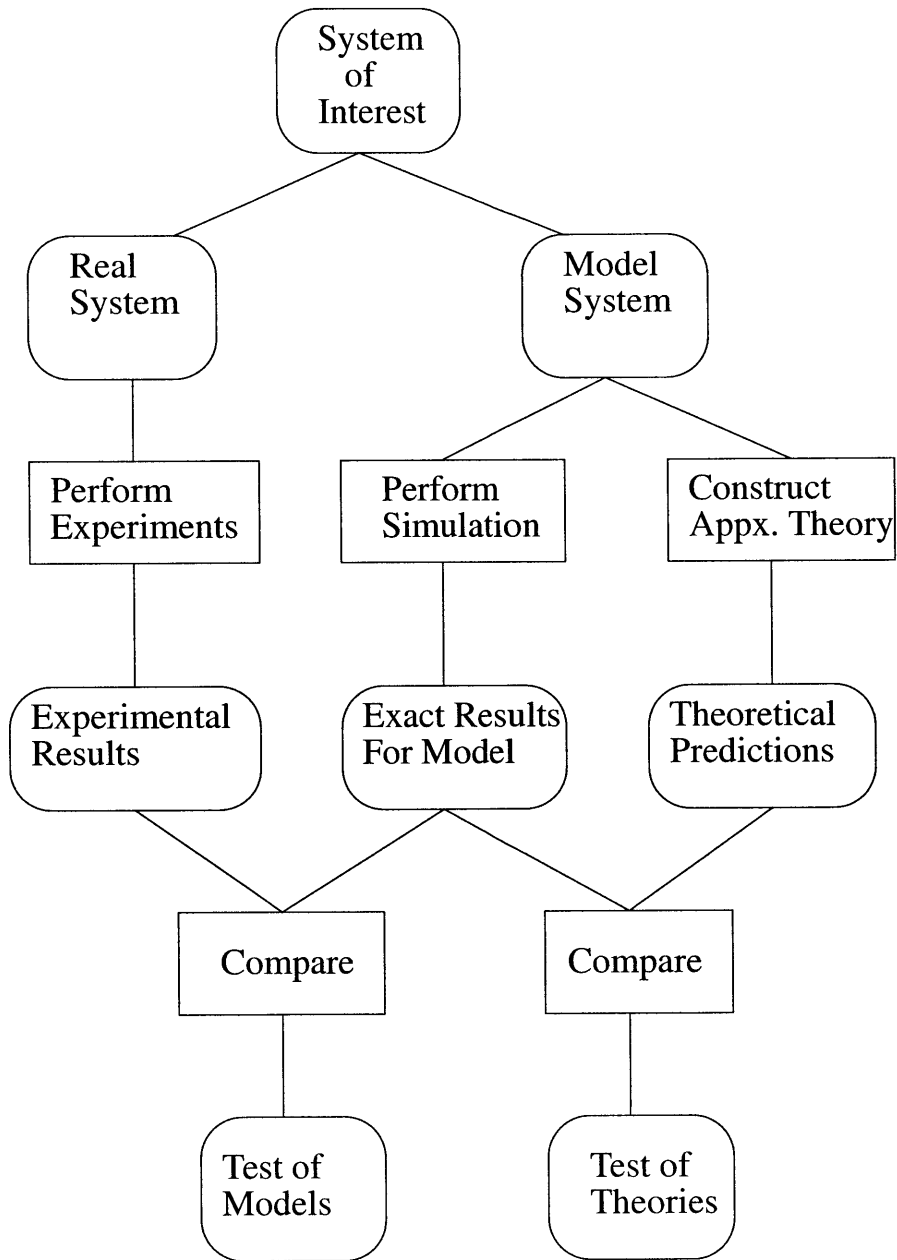 System
of
Interest
Real
System
Model
System
Perform
Experiments
Perform
Simulation
Construct
Appx. Theory
Experimental
Results
Exact Results
For Model
Theoretical
Predictions
Compare
Compare
Test of
Models
Test of
Theories